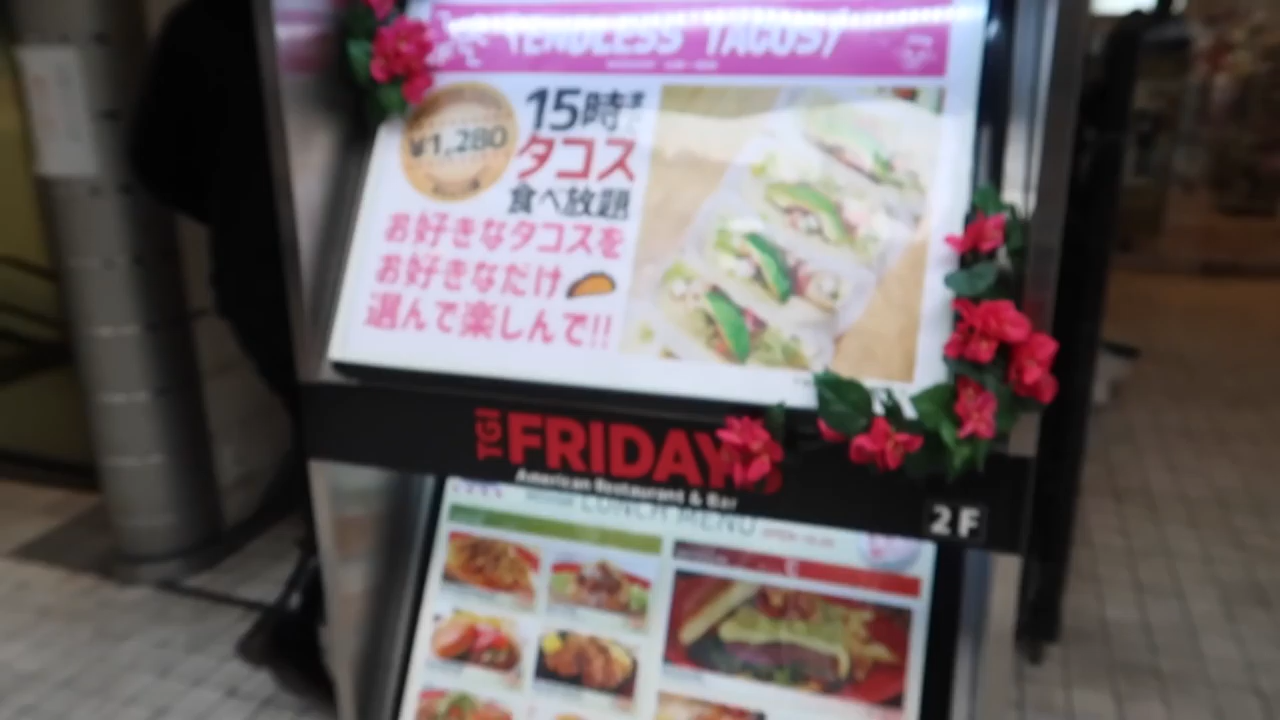 ENDLESS TACOS
¥1,280
15時まで
タコス
食べ放題
お好きなタコスを
お好きなだけ
選んで楽しんで!!
TGI FRIDAYS
American Restaurant & Bar
LUNCH MENU
2F